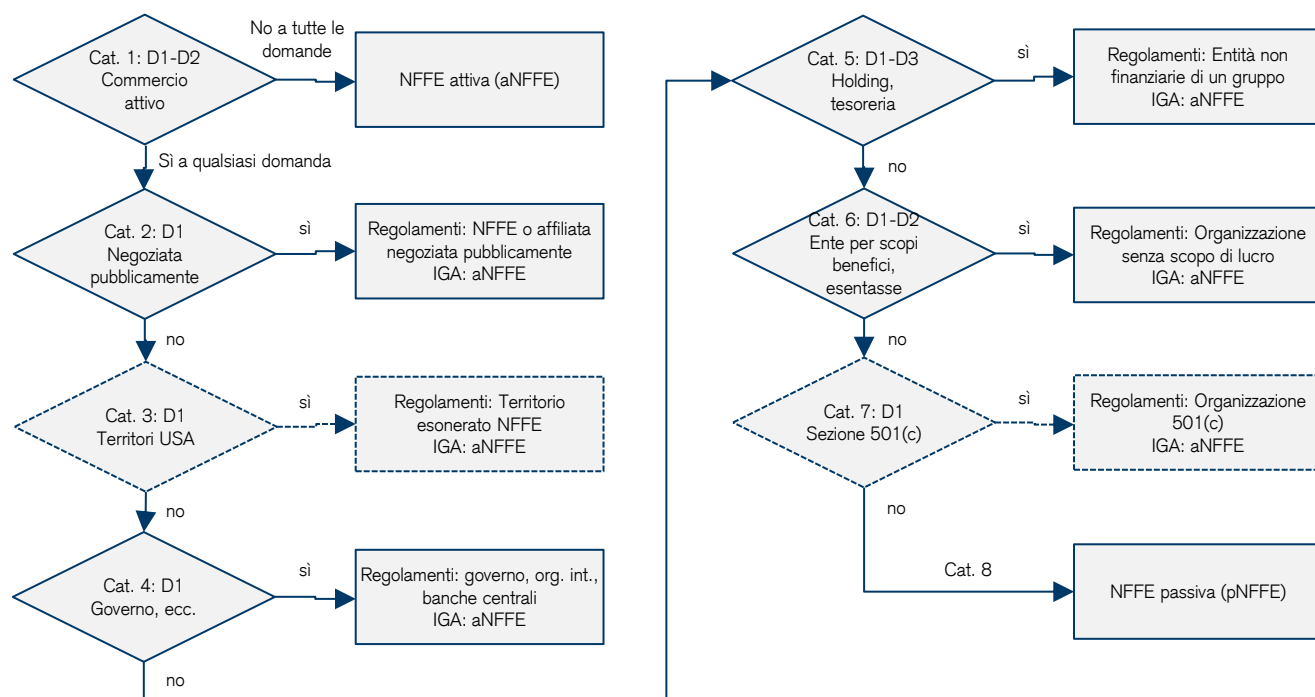 Cat. 1: D1-D2
Commercio
attivo
No a tutte le
domande
NFFE attiva (aNFFE)
Sì a qualsiasi domanda
Cat. 2: D1
Negoziata
pubblicamente
sì
Regolamenti: NFFE o affiliata
negoziata pubblicamente
IGA: aNFFE
no
Cat. 3: D1
Territori USA
sì
Regolamenti: Territorio
esonerato NFFE
IGA: aNFFE
no
Cat. 4: D1
Governo, ecc.
sì
Regolamenti: governo, org. int.,
banche centrali
IGA: aNFFE
no
Cat. 5: D1-D3
Holding,
tesoreria
sì
Regolamenti: Entità non
finanziarie di un gruppo
IGA: aNFFE
no
Cat. 6: D1-D2
Ente per scopi
benefici,
esentasse
sì
Regolamenti: Organizzazione
senza scopo di lucro
IGA: aNFFE
no
Cat. 7: D1
Sezione 501(c)
sì
Regolamenti: Organizzazione
501(c)
IGA: aNFFE
no
Cat. 8
NFFE passiva (pNFFE)